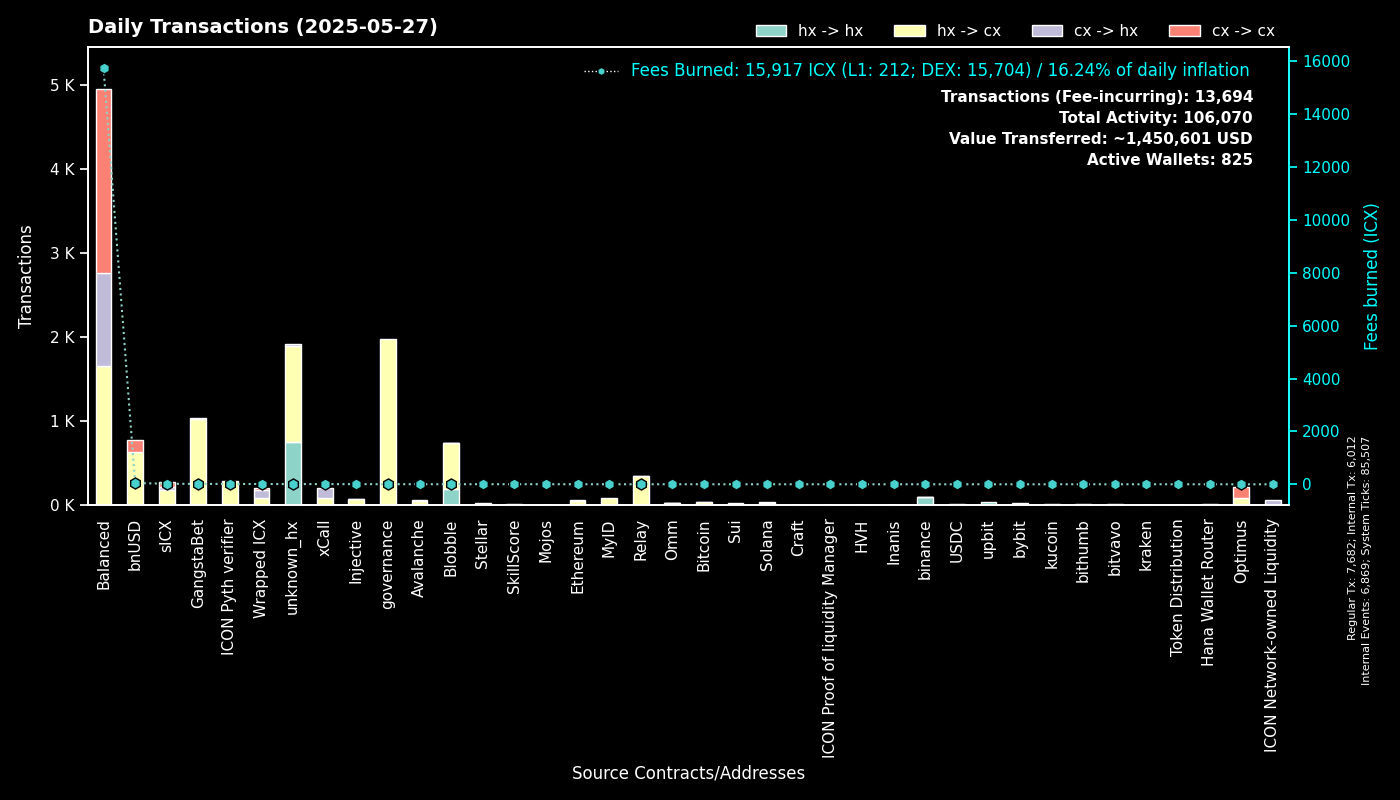 Daily Transactions (2025-05-27)
hx -> hx
hx -> cx
cx -> hx
cx -> cx
Fees Burned: 15,917 ICX (L1: 212; DEX: 15,704) / 16.24% of daily inflation
Transactions (Fee-incurring): 13,694
Total Activity: 106,070
Value Transferred: ~1,450,601 USD
Active Wallets: 825
Transactions
5 K
4 K
3 K
2 K
1 K
0 K
16000
14000
12000
10000
8000
6000
4000
2000
0
Fees burned (ICX)
Balanced
bnUSD
sICX
GangstaBet
ICON Pyth verifier
Wrapped ICX
unknown_hx
xCall
Injective
governance
Avalanche
Blobble
Stellar
SkillScore
Mojos
Ethereum
MyID
Relay
Omm
Bitcoin
Sui
Solana
Craft
ICON Proof of liquidity Manager
HVH
Inanis
binance
USDC
upbit
bybit
kucoin
bithumb
bitvavo
kraken
Token Distribution
Hana Wallet Router
Optimus
ICON Network-owned Liquidity
Source Contracts/Addresses
Regular Tx: 7,682; Internal Tx: 6,012
Internal Events: 6,869; System Ticks: 85,507